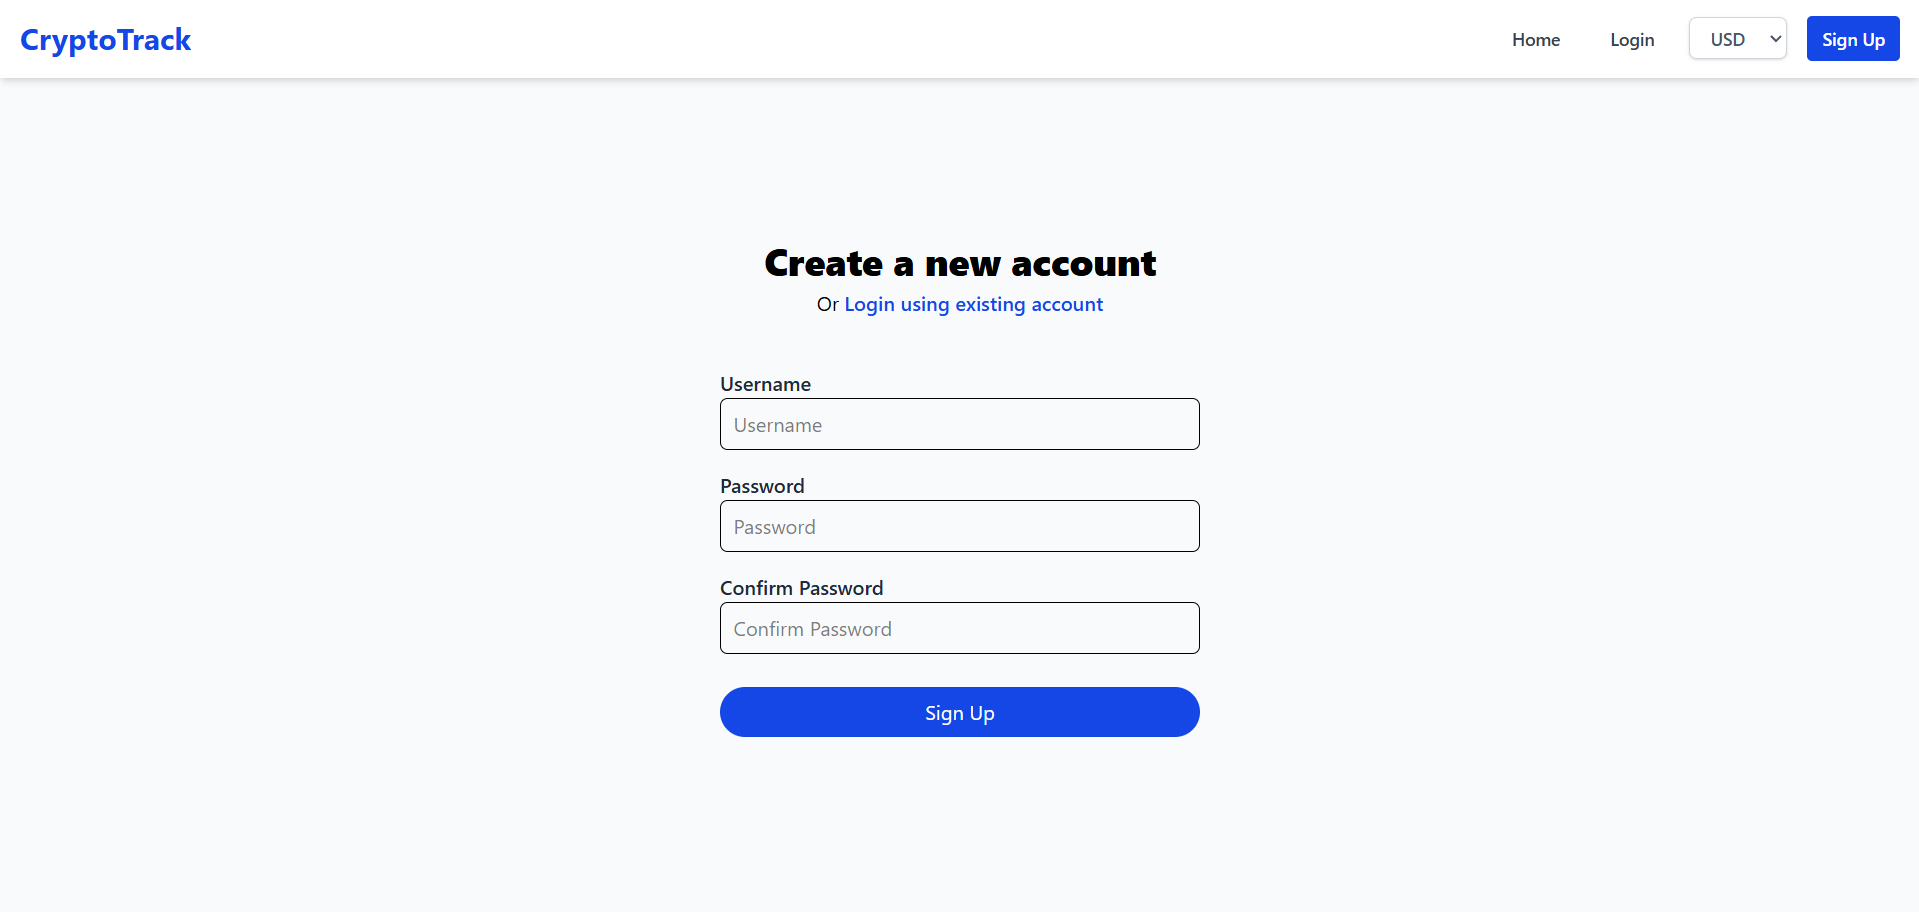 CryptoTrack
Home
Login
USD
Sign Up
Create a new account
Or Login using existing account
Username
Username
Password
Password
Confirm Password
Confirm Password
Sign Up